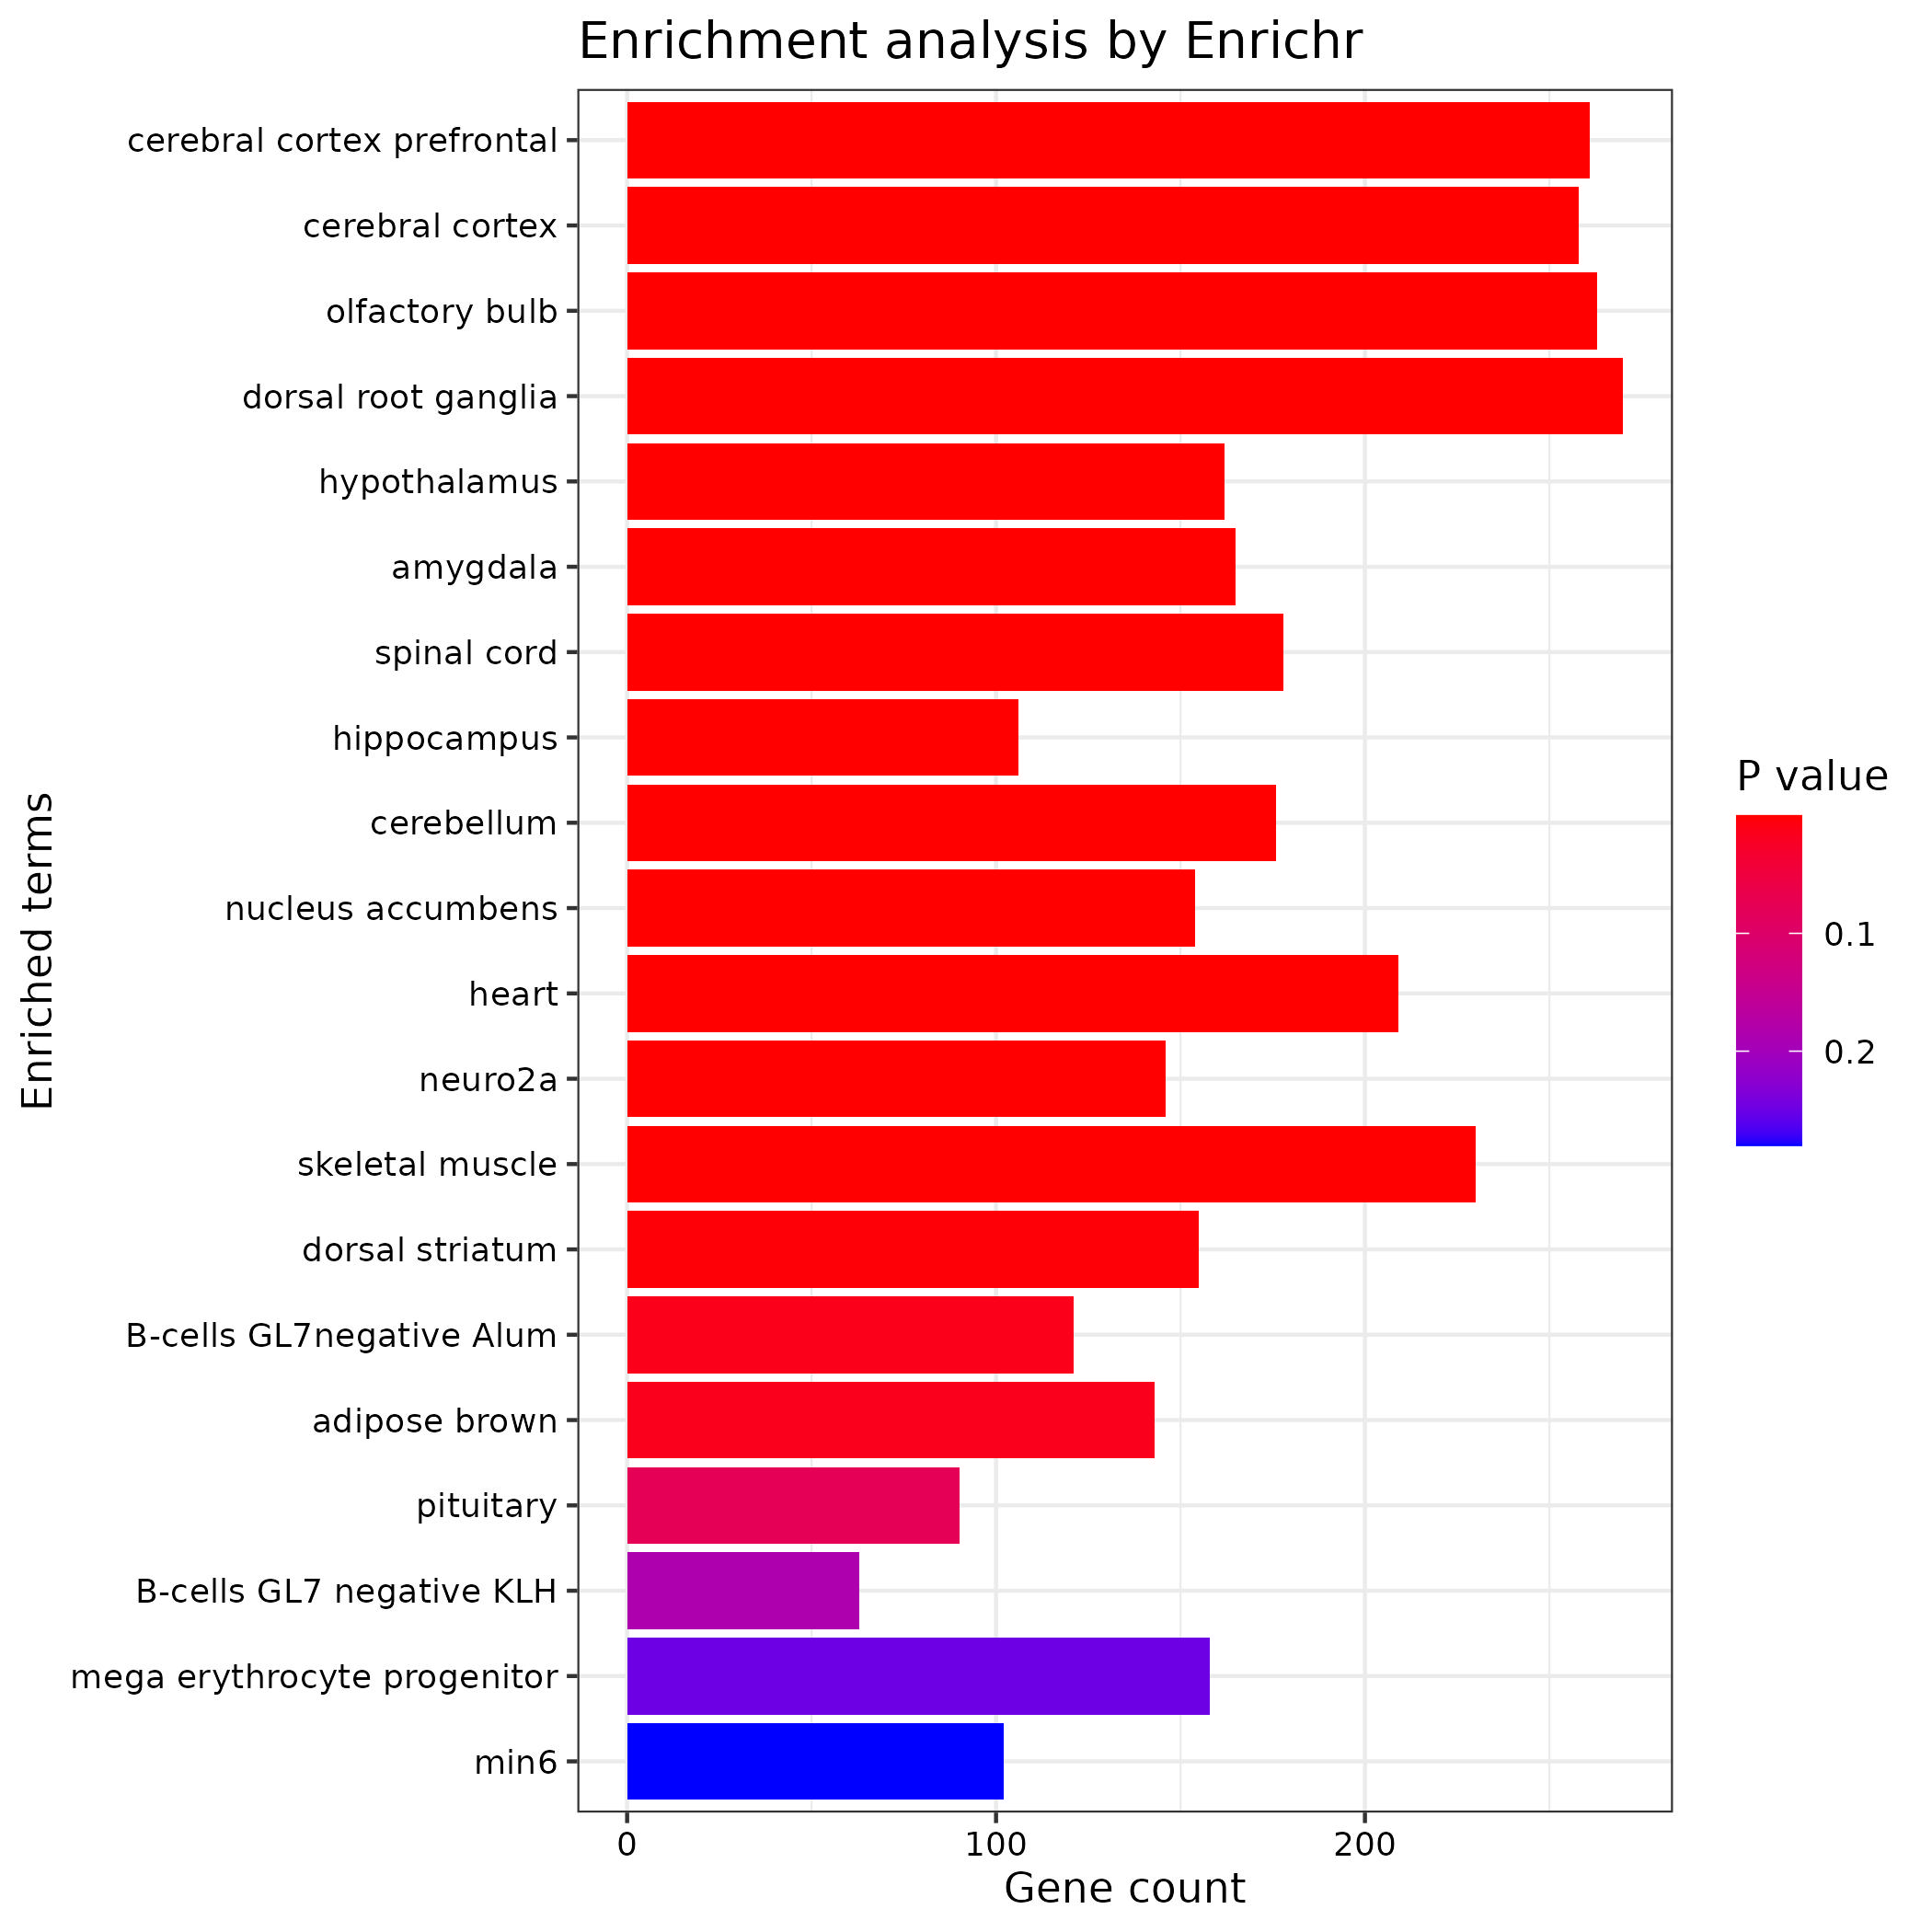 Enrichment analysis by Enrichr
cerebral cortex prefrontal
cerebral cortex
olfactory bulb
dorsal root ganglia
hypothalamus
amygdala
spinal cord
hippocampus
cerebellum
nucleus accumbens
heart
neuro2a
skeletal muscle
dorsal striatum
B-cells GL7negative Alum
adipose brown
pituitary
B-cells GL7 negative KLH
mega erythrocyte progenitor
min6
Enriched terms
0 100 200
Gene count
P value
0.1
0.2